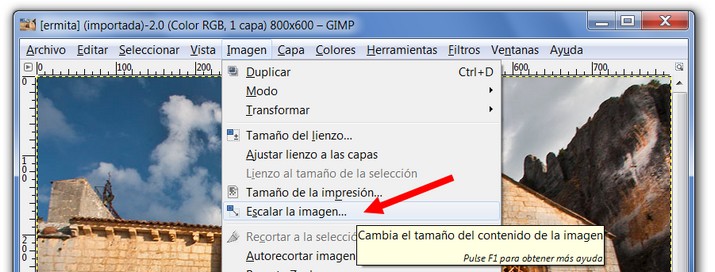 [ermita] (importada)-2.0 (Color RGB, 1 capa) 800x600 – GIMP
Archivo Editar Seleccionar Vista Imagen Capa Colores Herramientas Filtros Ventanas Ayuda
0 100 200 600 700
Duplicar Ctrl+D
Modo
Transformar
Tamaño del lienzo...
Ajustar lienzo a las capas
Lienzo al tamaño de la selección
Tamaño de la impresión...
Escalar la imagen...
Recortar a la selección
Cambia el tamaño del contenido de la imagen
Autorecortar imagen
Pulse F1 para obtener más ayuda
0
100
200